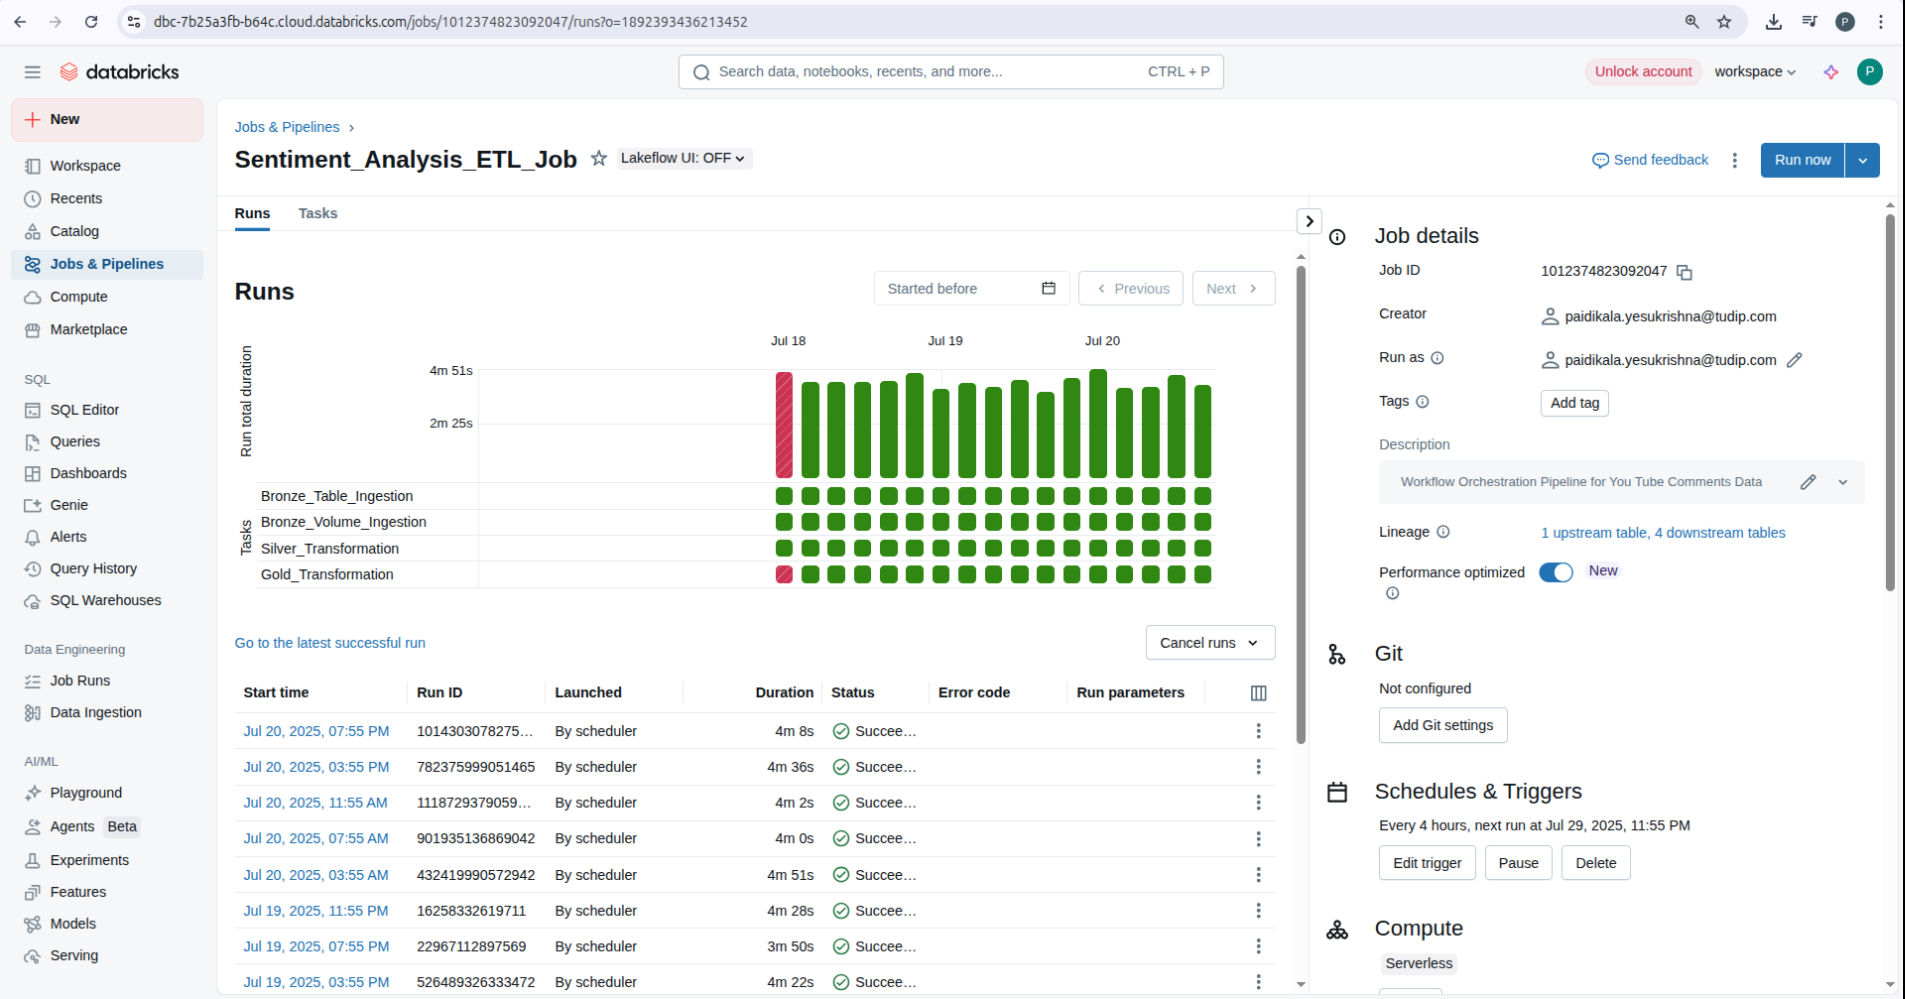 dbc-7b25a3fb-b64c.cloud.databricks.com/jobs/1012374823092047/runs?o=1892393436213452
P
databricks
Search data, notebooks, recents, and more...
CTRL + P
Unlock account
workspace
P
New
Workspace
Recents
Catalog
Jobs & Pipelines
Compute
Marketplace
SQL
SQL Editor
Queries
Dashboards
Genie
Alerts
Query History
SQL Warehouses
Data Engineering
Job Runs
Data Ingestion
AI/ML
Playground
Agents Beta
Experiments
Features
Models
Serving
Jobs & Pipelines
Sentiment_Analysis_ETL_Job
Lakeflow UI: OFF
Send feedback
Run now
Runs Tasks
Runs
Started before
Previous
Next
Jul 18 Jul 19 Jul 20
Run total duration
4m 51s
2m 25s
Tasks
Bronze_Table_Ingestion
Bronze_Volume_Ingestion
Silver_Transformation
Gold_Transformation
Go to the latest successful run
Cancel runs
Start time Run ID Launched Duration Status Error code Run parameters
Jul 20, 2025, 07:55 PM 1014303078275… By scheduler 4m 8s Succee…
Jul 20, 2025, 03:55 PM 782375999051465 By scheduler 4m 36s Succee…
Jul 20, 2025, 11:55 AM 1118729379059… By scheduler 4m 2s Succee…
Jul 20, 2025, 07:55 AM 901935136869042 By scheduler 4m 0s Succee…
Jul 20, 2025, 03:55 AM 432419990572942 By scheduler 4m 51s Succee…
Jul 19, 2025, 11:55 PM 16258332619711 By scheduler 4m 28s Succee…
Jul 19, 2025, 07:55 PM 22967112897569 By scheduler 3m 50s Succee…
Jul 19, 2025, 03:55 PM 526489326333472 By scheduler 4m 22s Succee…
Job details
Job ID 1012374823092047
Creator paidikala.yesukrishna@tudip.com
Run as paidikala.yesukrishna@tudip.com
Tags Add tag
Description
Workflow Orchestration Pipeline for You Tube Comments Data
Lineage 1 upstream table, 4 downstream tables
Performance optimized New
Git
Not configured
Add Git settings
Schedules & Triggers
Every 4 hours, next run at Jul 29, 2025, 11:55 PM
Edit trigger Pause Delete
Compute
Serverless